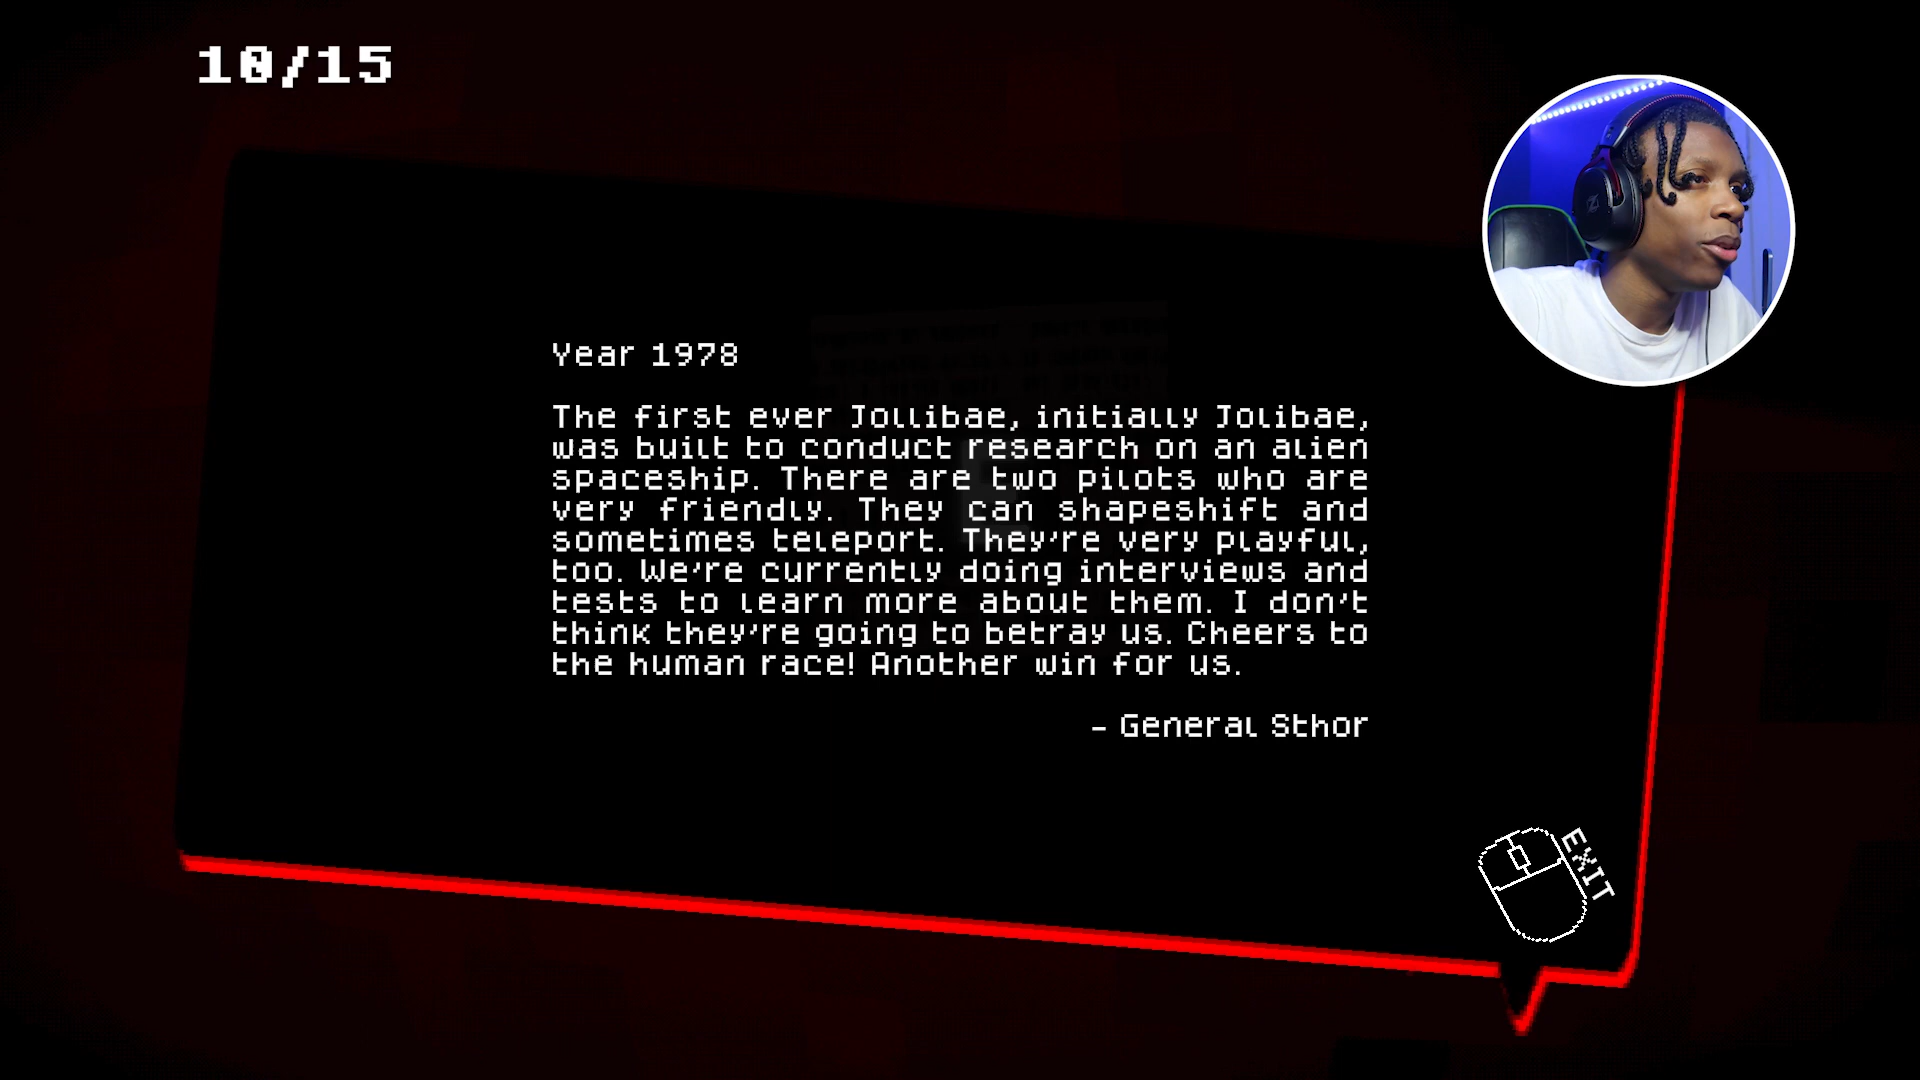 10/15
Year 1978
The first ever Jollibae, initially Jolibae,
was built to conduct research on an alien
spaceship. There are two pilots who are
very friendly. They can shapeshift and
sometimes teleport. They're very playful,
too. We're currently doing interviews and
tests to learn more about them. I don't
think they're going to betray us. Cheers to
the human race! Another win for us.
- General Sthor
EXIT